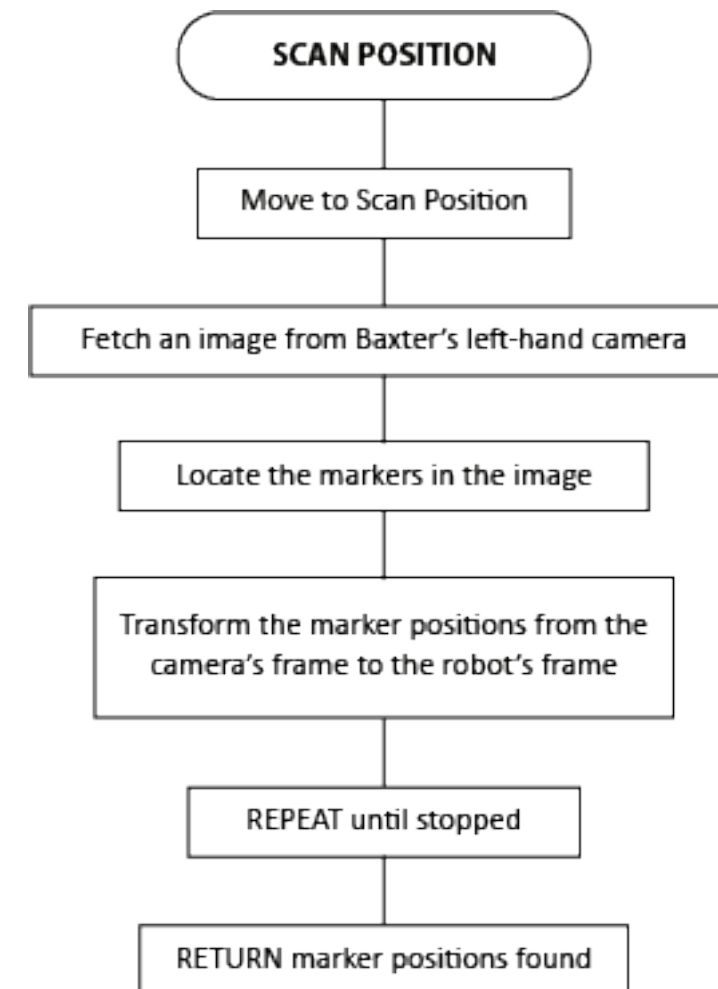 SCAN POSITION
Move to Scan Position
Fetch an image from Baxter’s left-hand camera
Locate the markers in the image
Transform the marker positions from the
camera’s frame to the robot’s frame
REPEAT until stopped
RETURN marker positions found